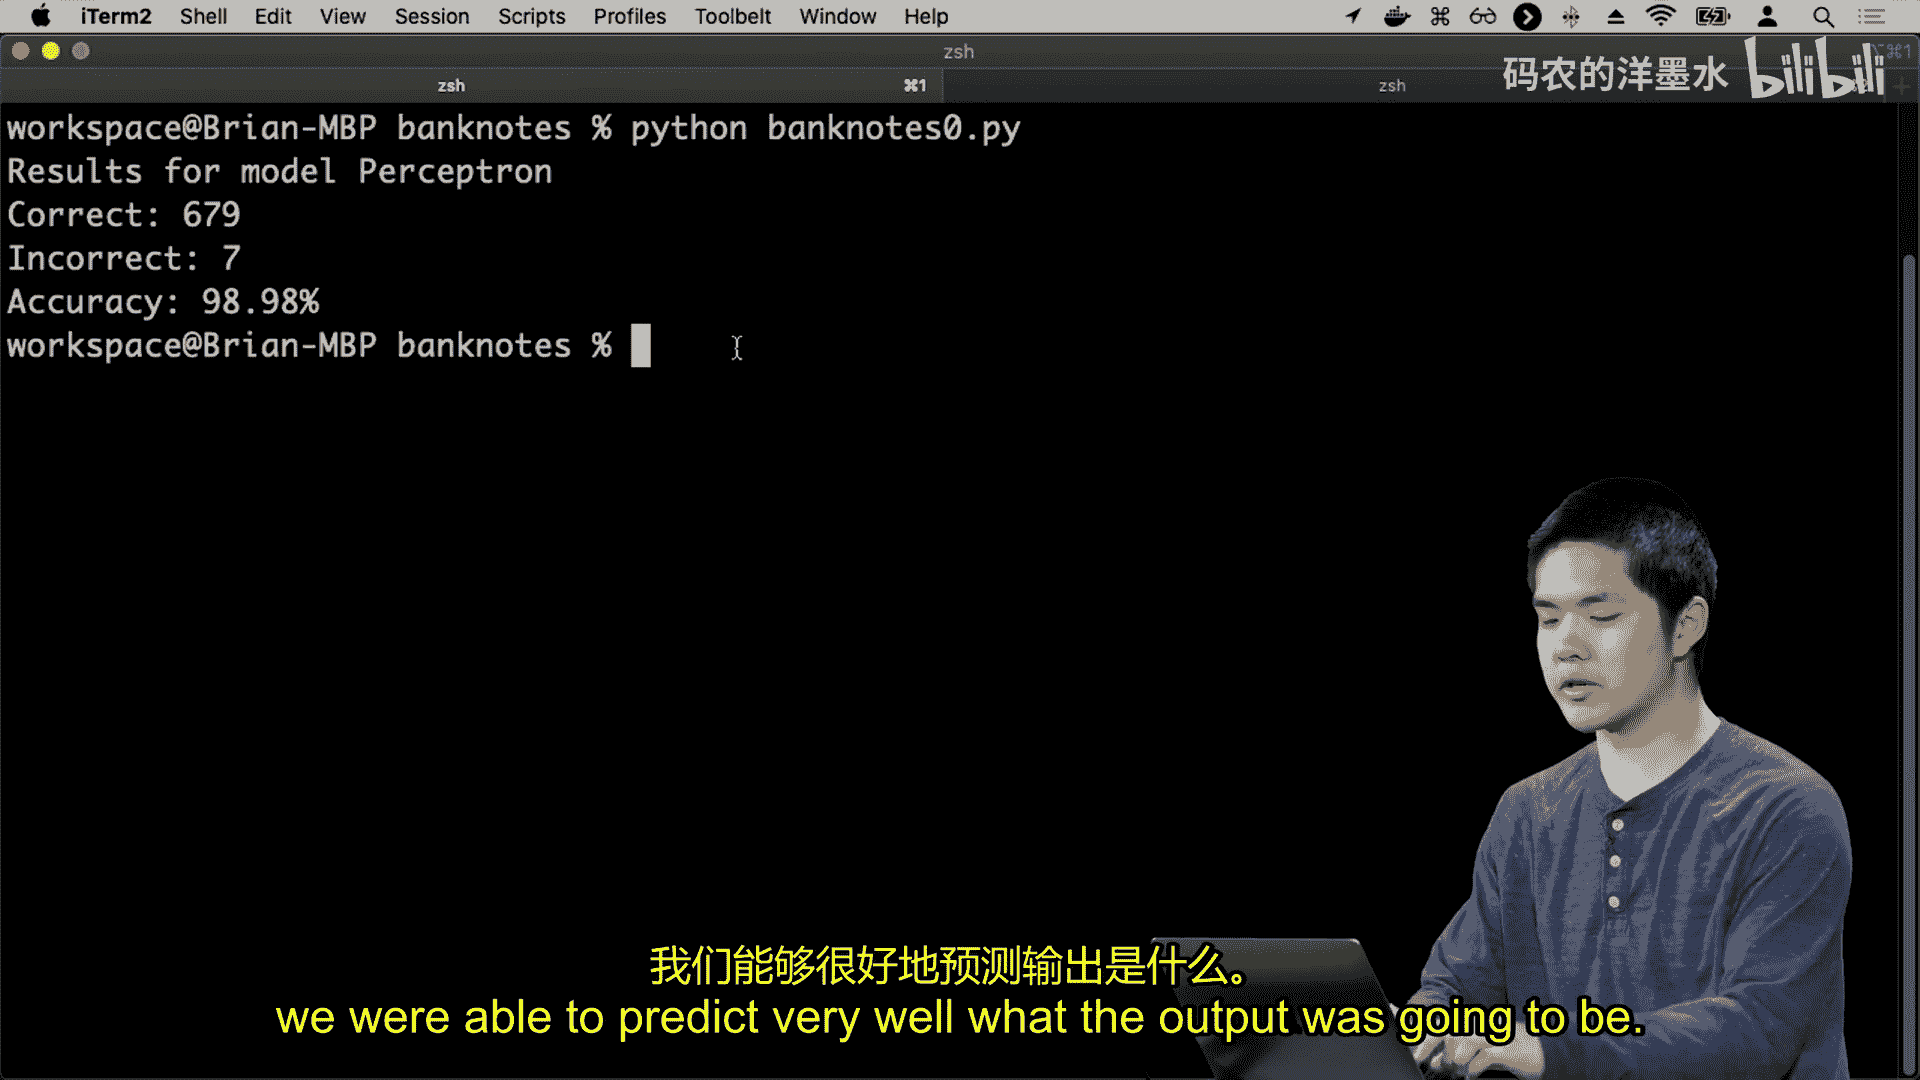 iTerm2 Shell Edit View Session Scripts Profiles Toolbelt Window Help
zsh
⌘1
zsh ⌘1 zsh
码农的洋墨水 bilibili
workspace@Brian-MBP banknotes % python banknotes0.py
Results for model Perceptron
Correct: 679
Incorrect: 7
Accuracy: 98.98%
workspace@Brian-MBP banknotes %
我们能够很好地预测输出是什么。
we were able to predict very well what the output was going to be.